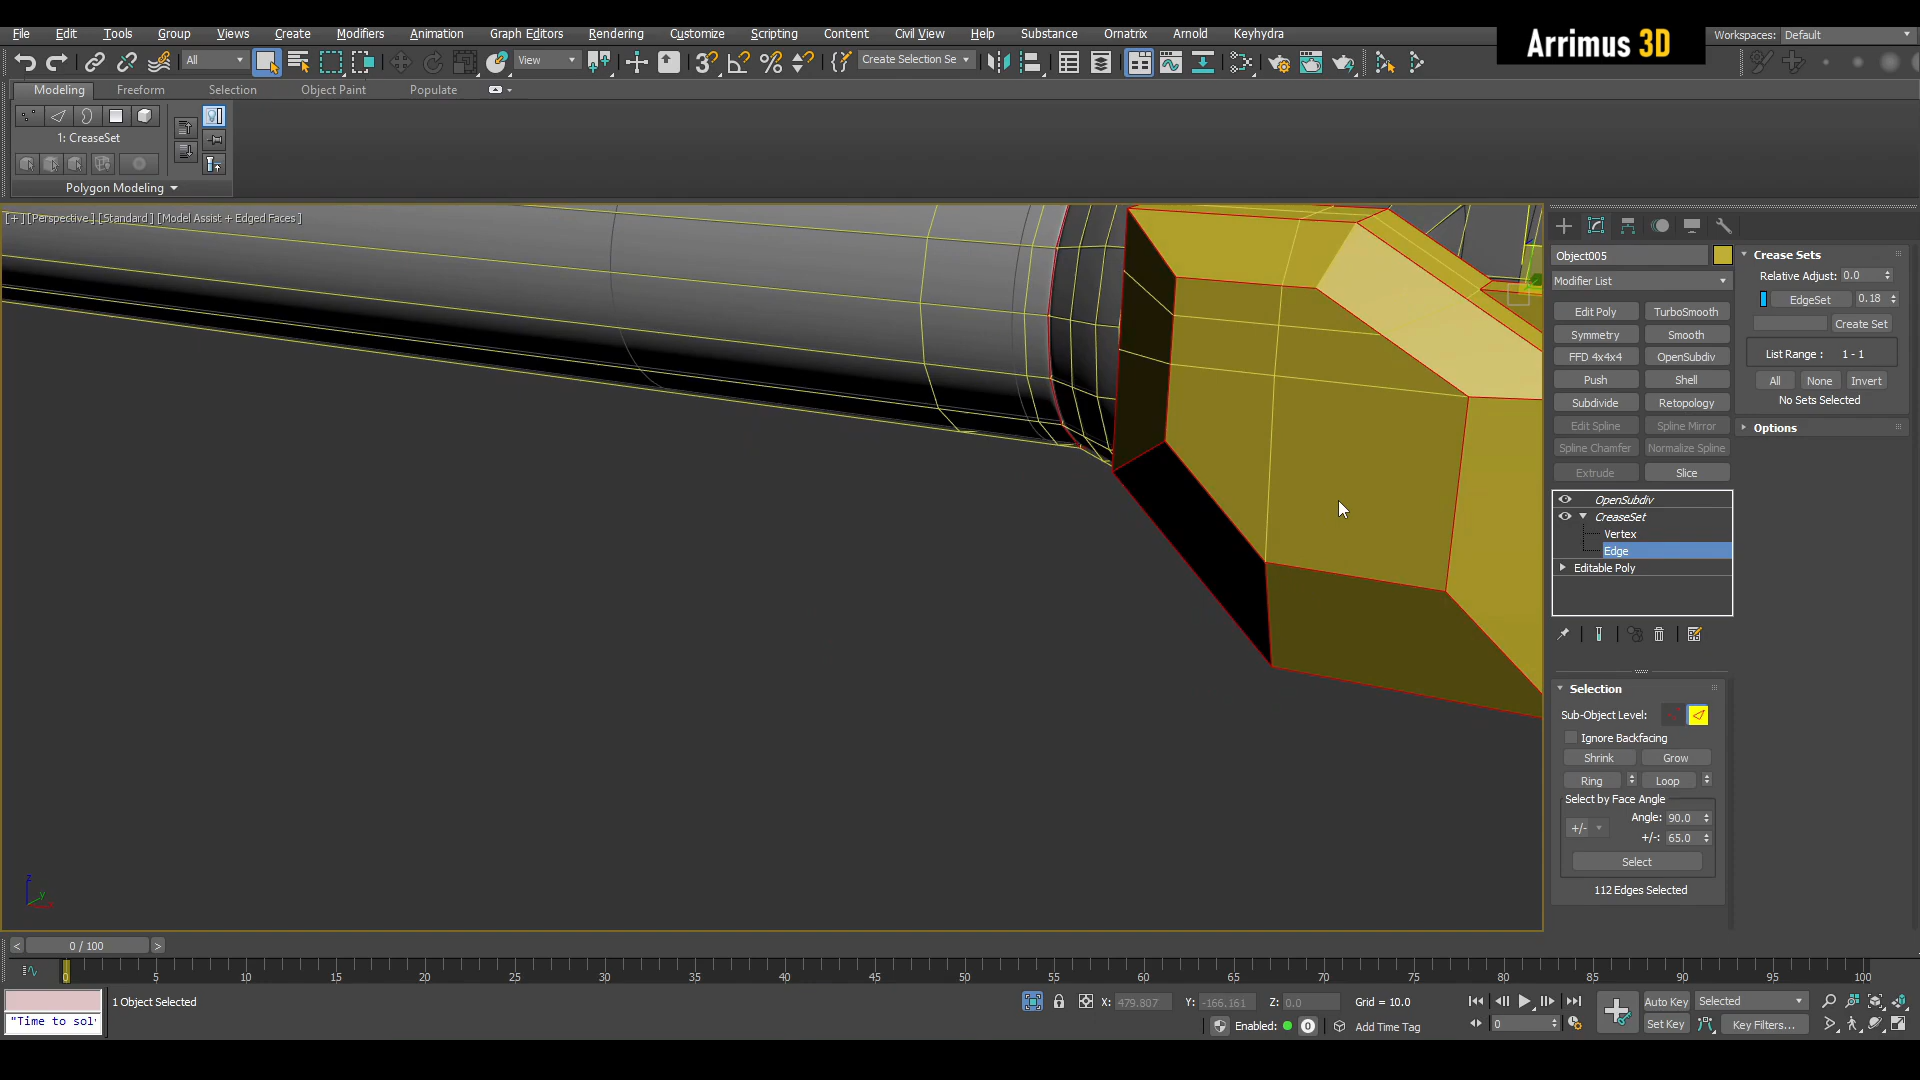 File Edit Tools Group Views Create Modifiers Animation Graph Editors Rendering Customize Scripting Content Civil View Help Substance Ornatrix Arnold Keyhydra
Arrimus 3D
Workspaces: Default
All View Create Selection Se
Modeling Freeform Selection Object Paint Populate
1: CreaseSet
Polygon Modeling
[+] [Perspective] [Standard] [Model Assist + Edged Faces]
Object005
Modifier List
Edit Poly TurboSmooth
Symmetry Smooth
FFD 4x4x4 OpenSubdiv
Push Shell
Subdivide Retopology
Edit Spline Spline Mirror
Spline Chamfer Normalize Spline
Extrude Slice
OpenSubdiv
CreaseSet
Vertex
Edge
Editable Poly
Selection
Sub-Object Level:
Ignore Backfacing
Shrink Grow
Ring Loop
Select by Face Angle
+/- Angle: 90.0
+/-: 65.0
Select
112 Edges Selected
Crease Sets
Relative Adjust: 0.0
EdgeSet 0.18
Create Set
List Range : 1 - 1
All None Invert
No Sets Selected
Options
z
y
x
< 0 / 100 >
0 5 10 15 20 25 30 35 40 45 50 55 60 65 70 75 80 85 90 95 100
"Time to sol
1 Object Selected
X: 479.807 Y: -166.161 Z: 0.0 Grid = 10.0
Enabled: 0 Add Time Tag
0
Auto Key Selected
Set Key Key Filters...